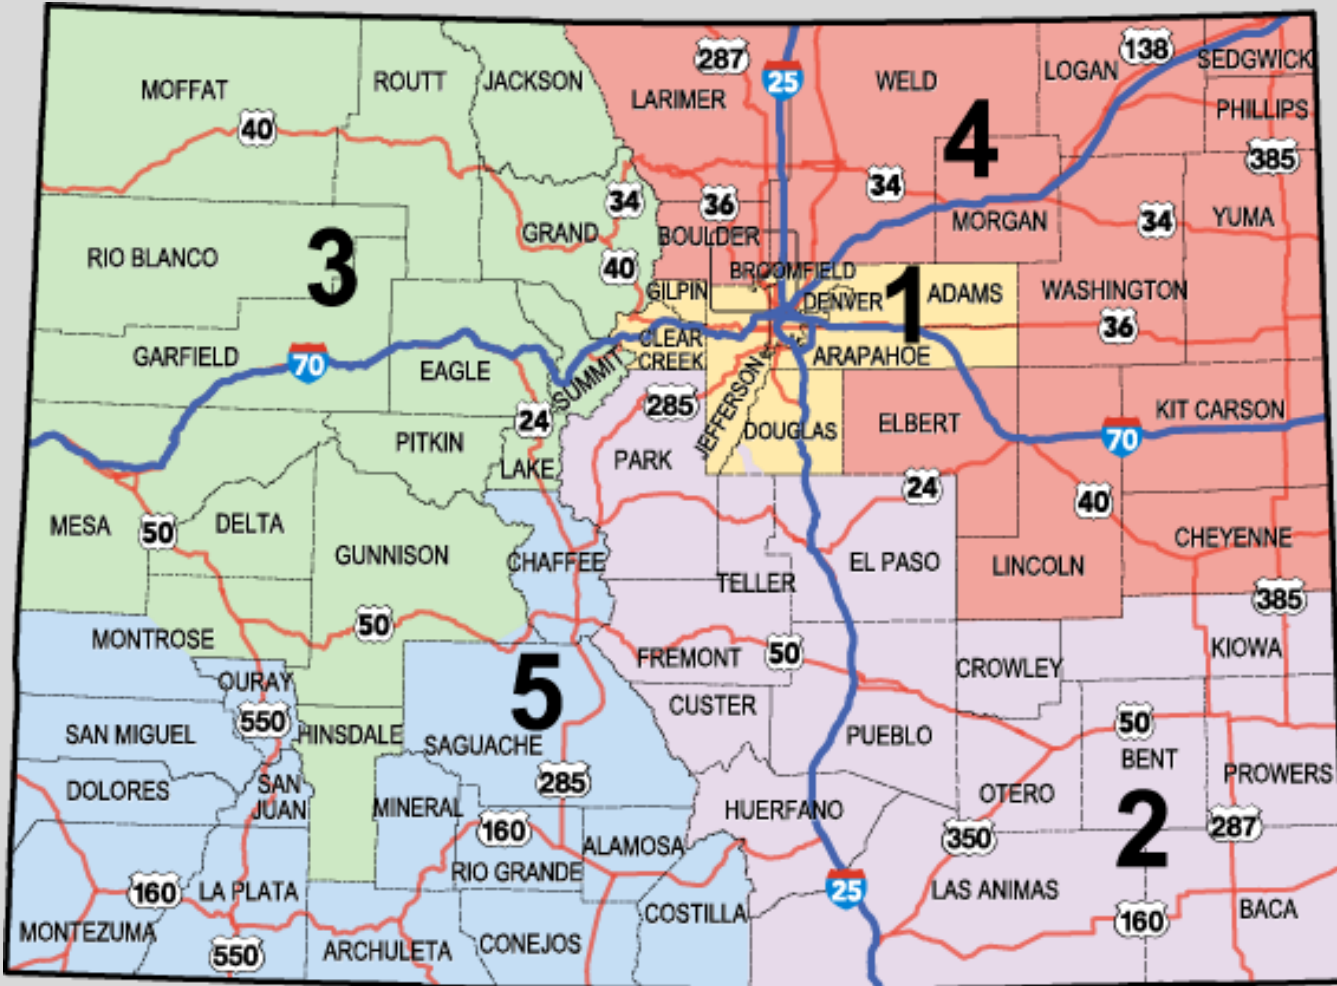 MOFFAT
ROUTT
JACKSON
LARIMER
287
25
WELD
LOGAN
138
SEDGWICK
PHILLIPS
40
4
385
34
36
34
34
RIO BLANCO
3
GRAND
40
BOULDER
MORGAN
YUMA
BROOMFIELD
GILPIN
DENVER
1
ADAMS
WASHINGTON
36
GARFIELD
70
EAGLE
SUMMIT
CLEAR
CREEK
ARAPAHOE
285
JEFFERSON
24
PITKIN
LAKE
PARK
DOUGLAS
ELBERT
70
KIT CARSON
24
40
MESA
50
DELTA
GUNNISON
CHAFFEE
TELLER
EL PASO
LINCOLN
CHEYENNE
385
MONTROSE
50
FREMONT
50
CROWLEY
KIOWA
OURAY
5
CUSTER
550
SAN MIGUEL
HINSDALE
SAGUACHE
PUEBLO
50
BENT
DOLORES
SAN
JUAN
MINERAL
285
HUERFANO
OTERO
PROWERS
160
ALAMOSA
350
2
287
RIO GRANDE
160
LA PLATA
25
LAS ANIMAS
COSTILLA
160
BACA
MONTEZUMA
550
ARCHULETA
CONEJOS